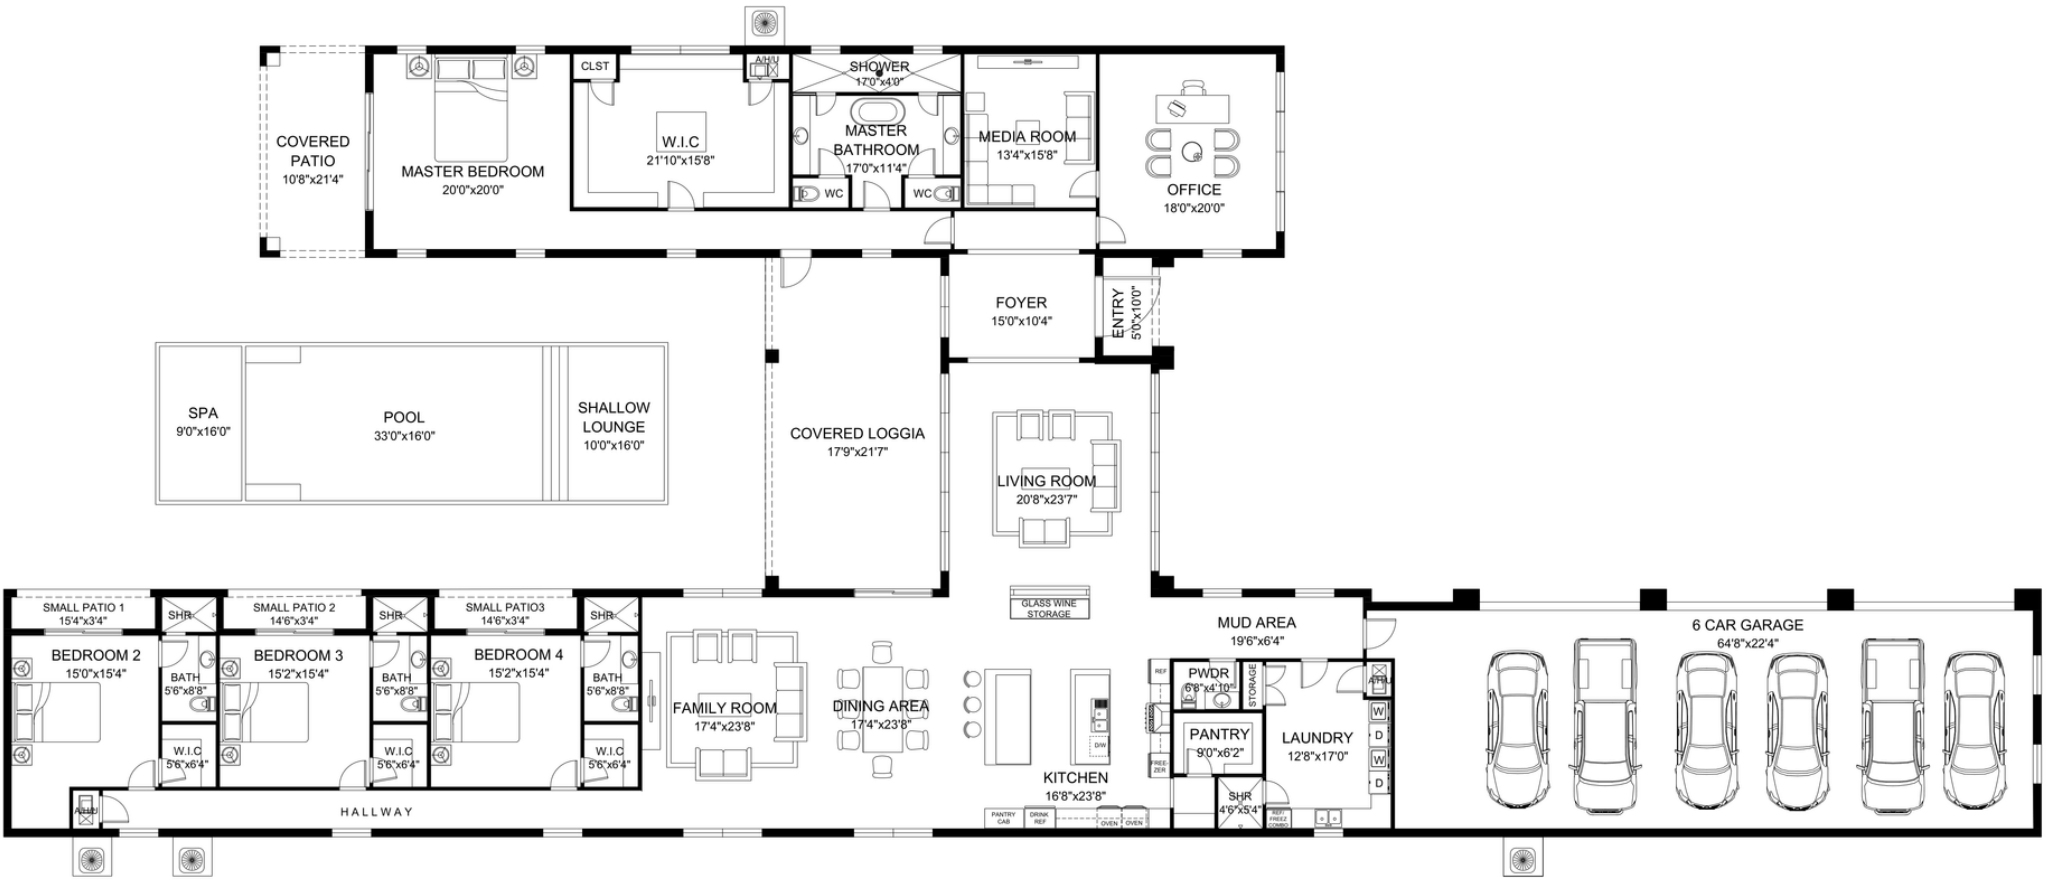 CLST
A/H/U
SHOWER
17'0"x4'0"
COVERED
PATIO
10'8"x21'4"
MASTER BEDROOM
20'0"x20'0"
W.I.C
21'10"x15'8"
MASTER
BATHROOM
17'0"x11'4"
WC
WC
MEDIA ROOM
13'4"x15'8"
OFFICE
18'0"x20'0"
FOYER
15'0"x10'4"
ENTRY
5'0"x10'0"
SPA
9'0"x16'0"
POOL
33'0"x16'0"
SHALLOW
LOUNGE
10'0"x16'0"
COVERED LOGGIA
17'9"x21'7"
LIVING ROOM
20'8"x23'7"
GLASS WINE
STORAGE
SMALL PATIO 1
15'4"x3'4"
SHR
SMALL PATIO 2
14'6"x3'4"
SHR
SMALL PATIO3
14'6"x3'4"
SHR
BEDROOM 2
15'0"x15'4"
BATH
5'6"x8'8"
W.I.C
5'6"x6'4"
BEDROOM 3
15'2"x15'4"
BATH
5'6"x8'8"
W.I.C
5'6"x6'4"
BEDROOM 4
15'2"x15'4"
BATH
5'6"x8'8"
W.I.C
5'6"x6'4"
A/H/U
HALLWAY
FAMILY ROOM
17'4"x23'8"
DINING AREA
17'4"x23'8"
D/W
KITCHEN
16'8"x23'8"
PANTRY
CAB
DRINK
REF
OVEN
OVEN
REF
FREE-
ZER
MUD AREA
19'6"x6'4"
PWDR
6'8"x4'10"
STORAGE
PANTRY
9'0"x6'2"
SHR
4'6"x5'4"
LAUNDRY
12'8"x17'0"
A/H/U
W
D
W
D
REF/
FREEZ
COMBO
6 CAR GARAGE
64'8"x22'4"